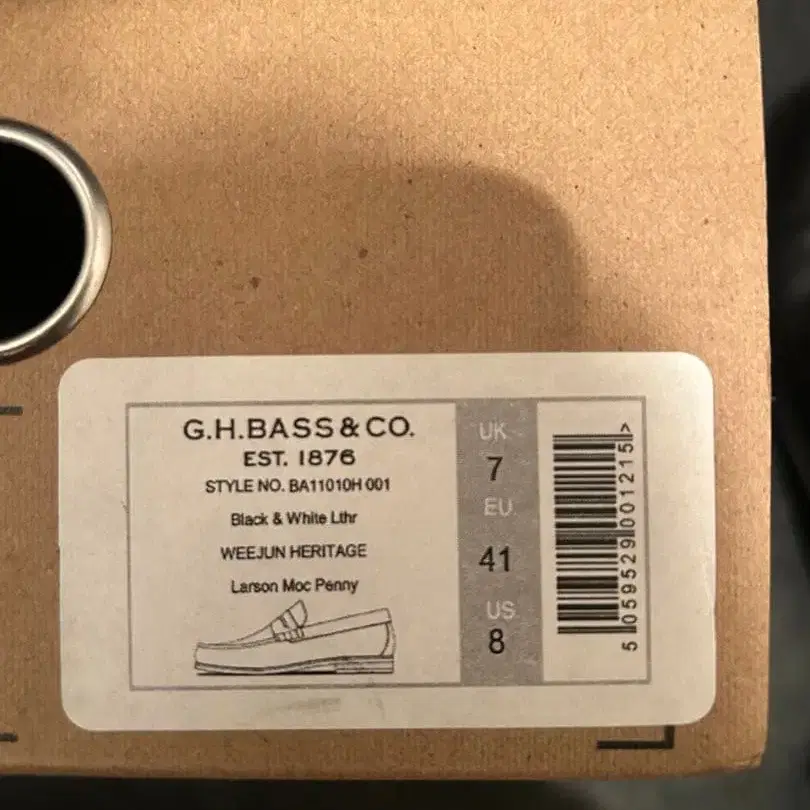 G.H.BASS & CO.
EST. 1876
STYLE NO. BA11010H 001
Black & White Lthr
WEEJUN HERITAGE
Larson Moc Penny
UK
7
EU
41
US
8
5 059529 001215 >